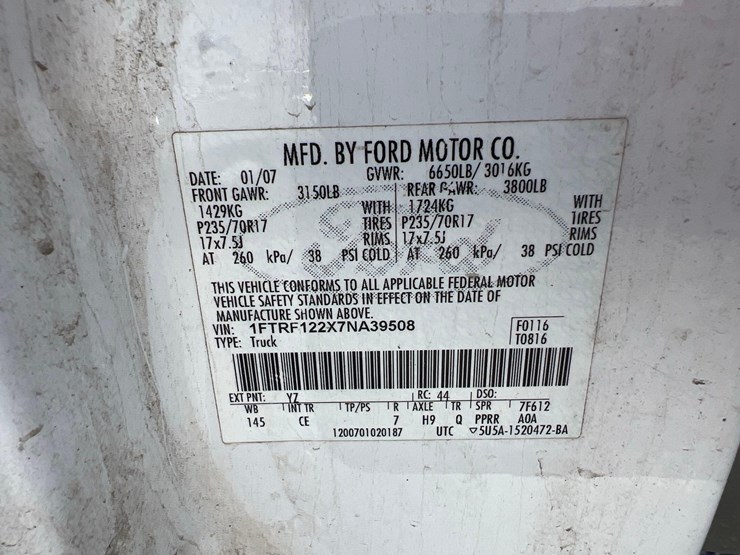 MFD. BY FORD MOTOR CO.
DATE: 01/07 GVWR: 6650LB/ 3016KG
FRONT GAWR: 3150LB REAR GAWR: 3800LB
1429KG WITH 1724KG WITH
P235/70R17 TIRES P235/70R17 TIRES
17x7.5J RIMS 17x7.5J RIMS
AT 260 kPa/ 38 PSI COLD AT 260 kPa/ 38 PSI COLD
Ford
THIS VEHICLE CONFORMS TO ALL APPLICABLE FEDERAL MOTOR
VEHICLE SAFETY STANDARDS IN EFFECT ON THE DATE OF
MANUFACTURE SHOWN ABOVE.
VIN: 1FTRF122X7NA39508 F0116
TYPE: Truck T0816
EXT PNT: YZ RC: 44 DSO:
WB INT TR TP/PS R AXLE TR SPR 7F612
145 CE 7 H9 Q PPRR A0A
1200701020187 UTC ▽5U5A-1520472-BA